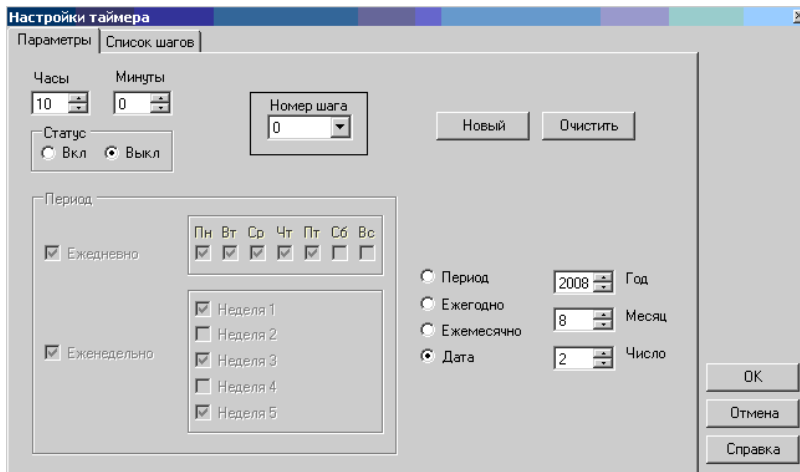 Настройки таймера
Параметры Список шагов
Часы Минуты
10 0
Номер шага
0
Новый Очистить
Статус
Вкл Выкл
Период
Пн Вт Ср Чт Пт Сб Вс
Ежедневно
Неделя 1
Неделя 2
Еженедельно
Неделя 3
Неделя 4
Неделя 5
Период
Ежегодно
Ежемесячно
Дата
2008 Год
8 Месяц
2 Число
OK
Отмена
Справка